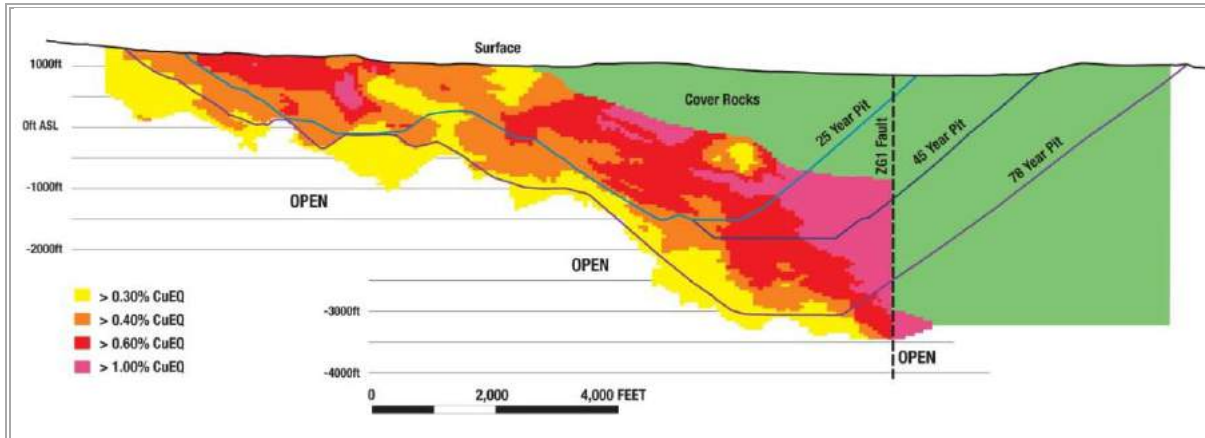 Surface
1000ft
Cover Rocks
25 Year Pit
ZG1 Fault
45 Year Pit
78 Year Pit
0ft ASL
-1000ft
OPEN
-2000ft
OPEN
> 0.30% CuEQ
> 0.40% CuEQ
> 0.60% CuEQ
> 1.00% CuEQ
-3000ft
OPEN
-4000ft
0 2,000 4,000 FEET